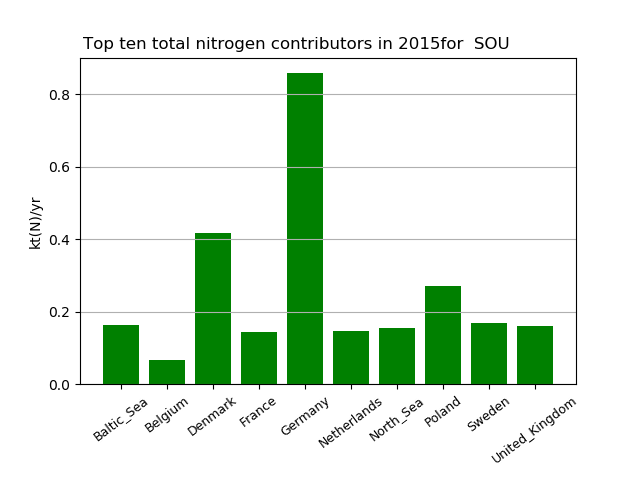 Top ten total nitrogen contributors in 2015for  SOU
kt(N)/yr
0.8
0.6
0.4
0.2
0.0
Baltic_Sea
Belgium
Denmark
France
Germany
Netherlands
North_Sea
Poland
Sweden
United_Kingdom